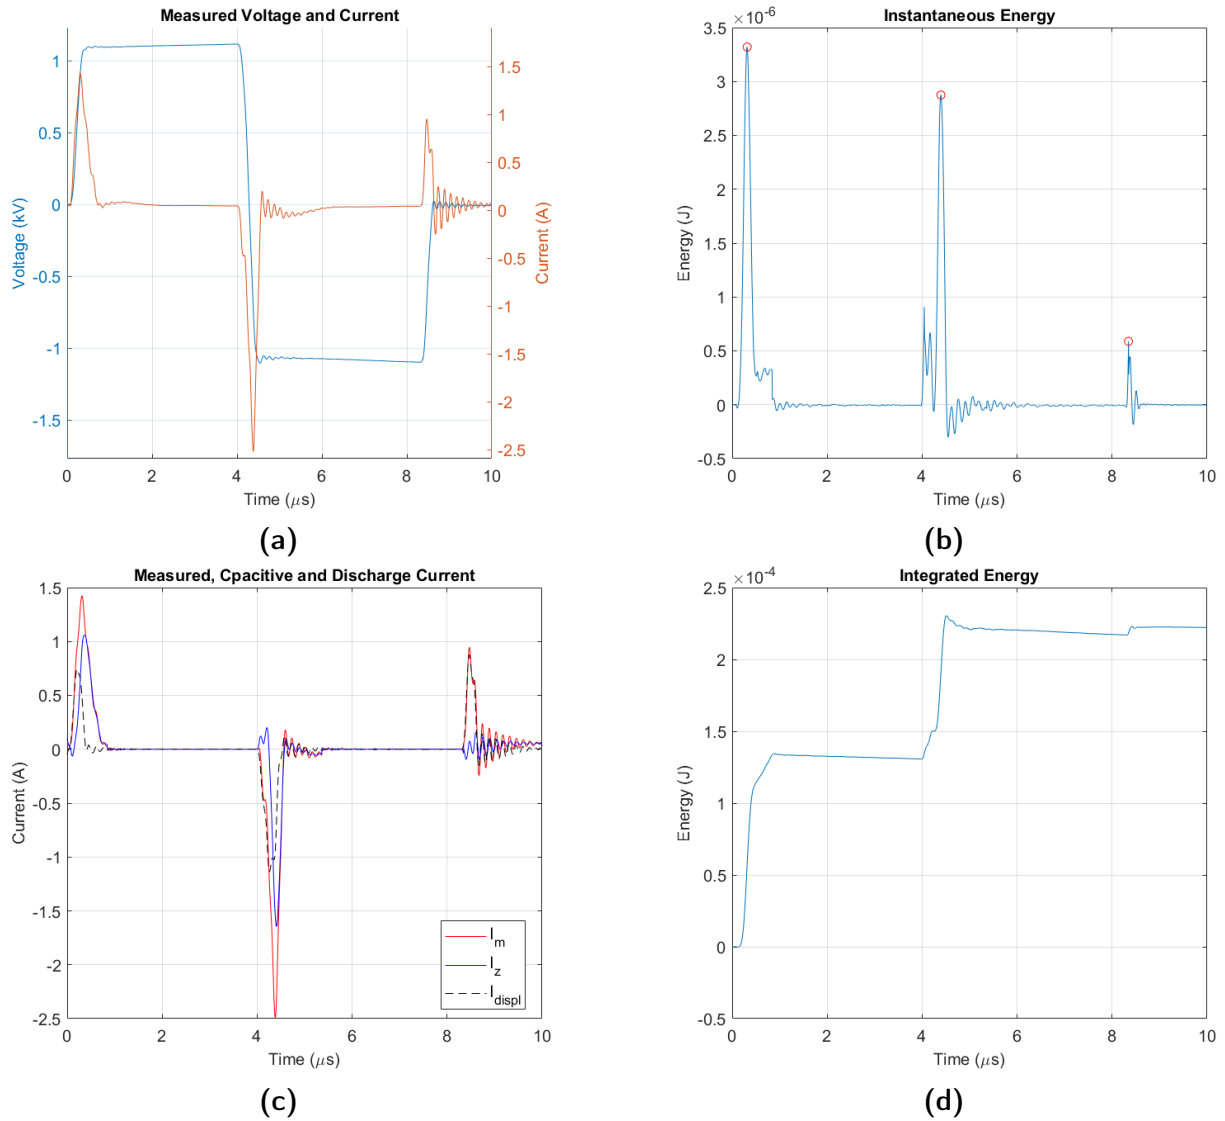 Measured Voltage and Current
1
0.5
0
-0.5
-1
-1.5
Voltage (kV)
1.5
1
0.5
0
-0.5
-1
-1.5
-2
-2.5
Current (A)
0 2 4 6 8 10
Time (μs)
(a)
Instantaneous Energy
×10-6
3.5
3
2.5
2
1.5
1
0.5
0
-0.5
Energy (J)
0 2 4 6 8 10
Time (μs)
(b)
Measured, Cpacitive and Discharge Current
1.5
1
0.5
0
-0.5
-1
-1.5
-2
-2.5
Current (A)
I_m
I_z
I_displ
0 2 4 6 8 10
Time (μs)
(c)
Integrated Energy
×10-4
2.5
2
1.5
1
0.5
0
-0.5
Energy (J)
0 2 4 6 8 10
Time (μs)
(d)